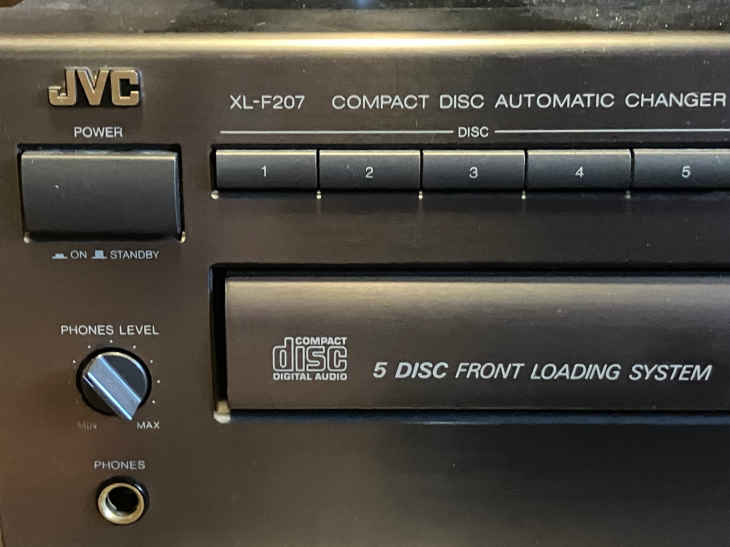 JVC
XL-F207 COMPACT DISC AUTOMATIC CHANGER
POWER
DISC
1 2 3 4 5
ON STANDBY
PHONES LEVEL
COMPACT
disc
DIGITAL AUDIO
5 DISC FRONT LOADING SYSTEM
MIN MAX
PHONES